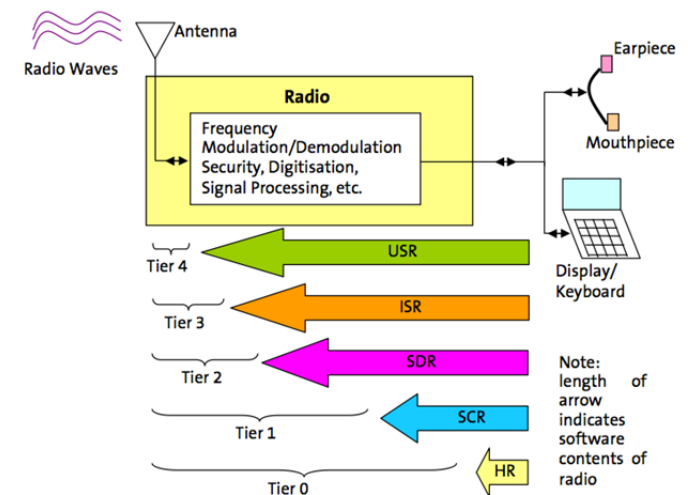 Radio Waves
Antenna
Radio
Frequency
Modulation/Demodulation
Security, Digitisation,
Signal Processing, etc.
Earpiece
Mouthpiece
Display/
Keyboard
Tier 4
USR
Tier 3
ISR
Tier 2
SDR
Tier 1
SCR
Tier 0
HR
Note:
length of
arrow
indicates
software
contents of
radio